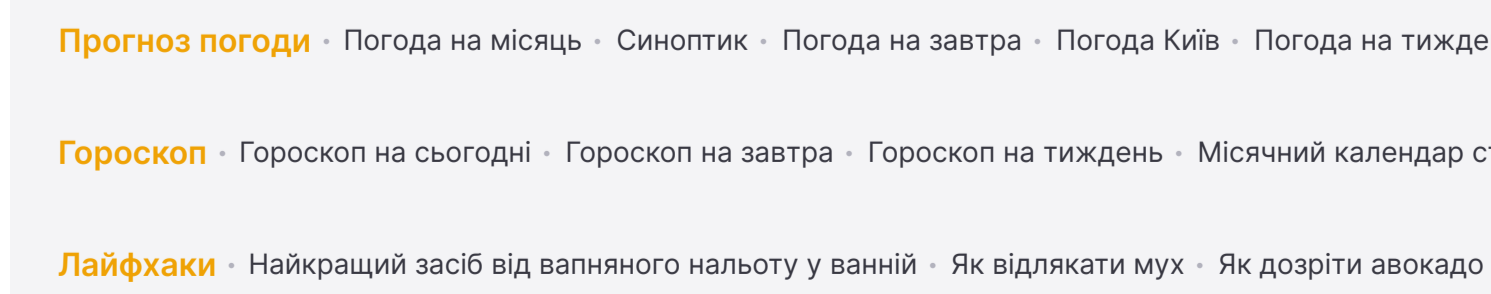 Прогноз погоди • Погода на місяць • Синоптик • Погода на завтра • Погода Київ • Погода на тижде
Гороскоп • Гороскоп на сьогодні • Гороскоп на завтра • Гороскоп на тиждень • Місячний календар ст
Лайфхаки • Найкращий засіб від вапняного нальоту у ванній • Як відлякати мух • Як дозріти авокадо